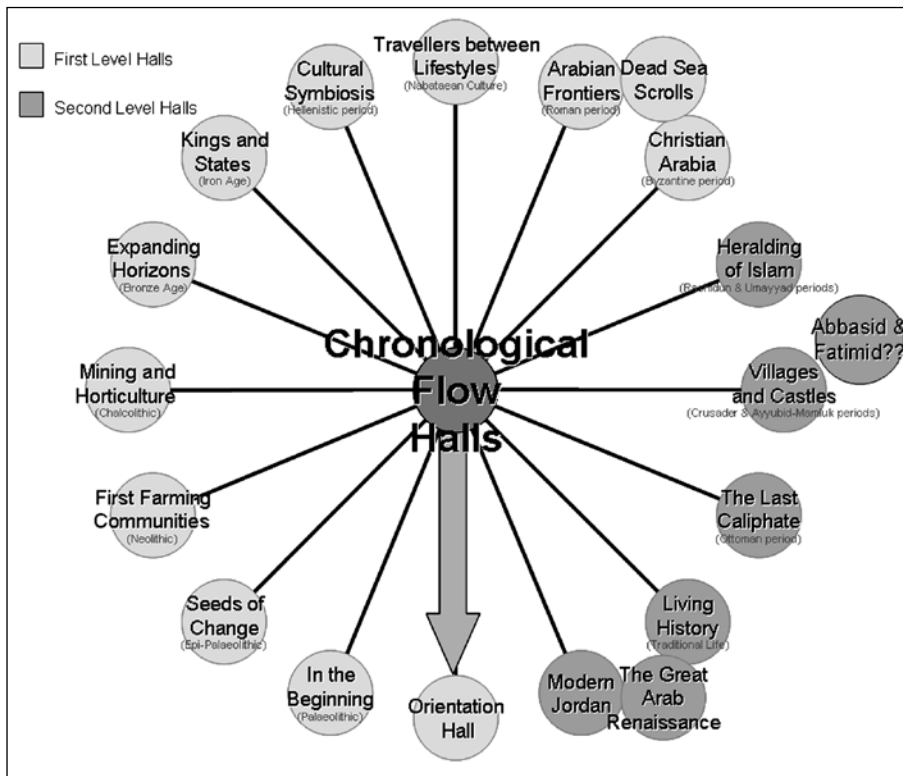 First Level Halls
Second Level Halls
Travellers between
Lifestyles
(Nabataean Culture)
Cultural
Symbiosis
(Hellenistic period)
Arabian
Frontiers
(Roman period)
Dead Sea
Scrolls
Kings and
States
(Iron Age)
Christian
Arabia
(Byzantine period)
Expanding
Horizons
(Bronze Age)
Heralding
of Islam
(Rashidun & Umayyad periods)
Abbasid &
Fatimid??
Chronological
Flow
Halls
Mining and
Horticulture
(Chalcolithic)
Villages
and Castles
(Crusader & Ayyubid-Mamluk periods)
First Farming
Communities
(Neolithic)
The Last
Caliphate
(Ottoman period)
Seeds of
Change
(Epi-Palaeolithic)
Living
History
(Traditional Life)
In the
Beginning
(Palaeolithic)
Orientation
Hall
Modern
Jordan
The Great
Arab
Renaissance